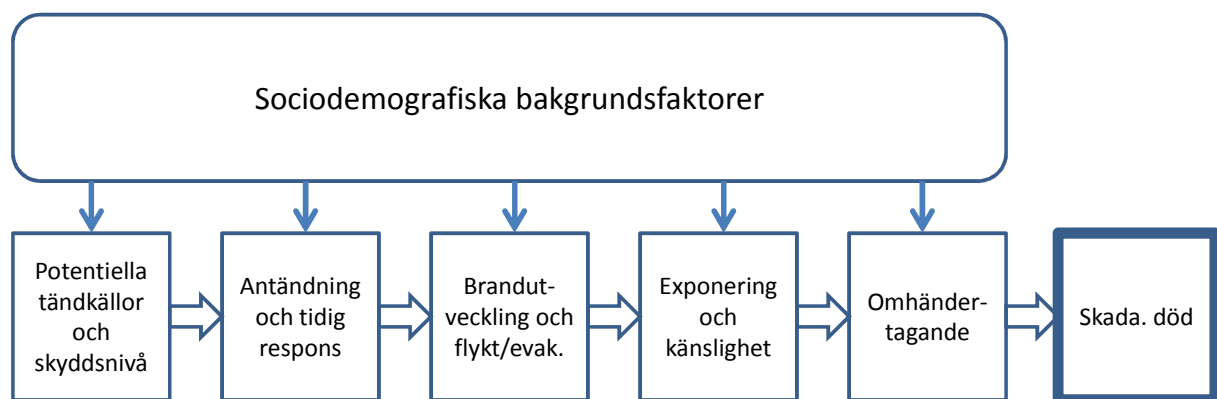 Sociodemografiska bakgrundsfaktorer
Potentiella
tändkällor
och
skyddsnivå
Antändning
och tidig
respons
Brandut-
veckling och
flykt/evak.
Exponering
och
känslighet
Omhänder-
tagande
Skada. död